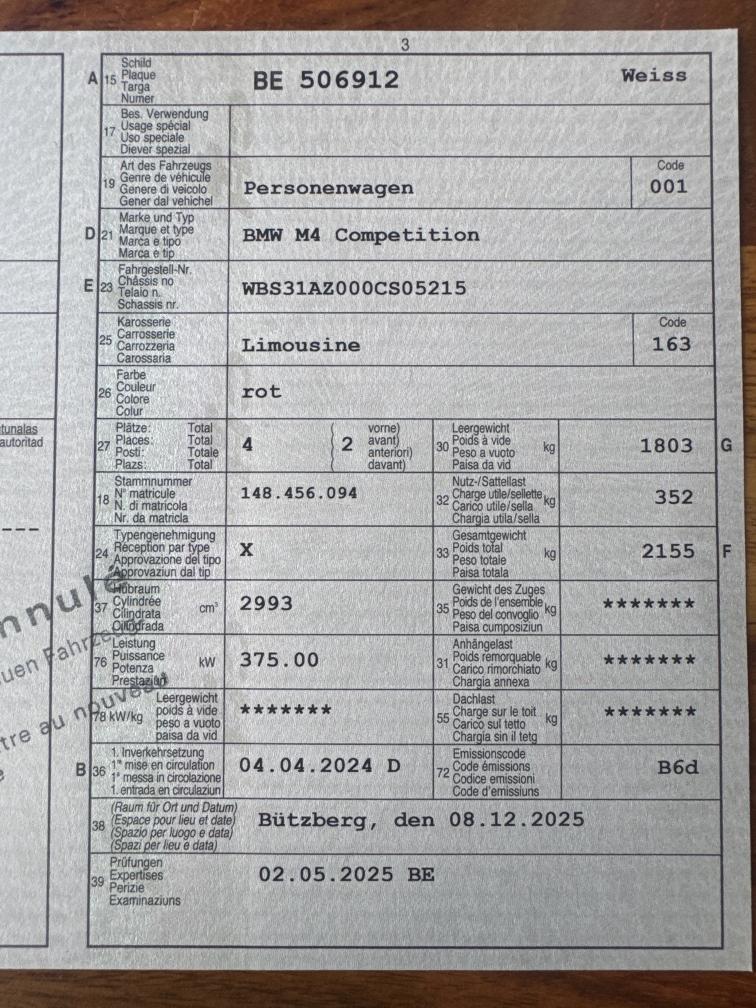 3
A 15 Schild
Plaque
Targa
Numer
BE 506912 Weiss
17 Bes. Verwendung
Usage spécial
Uso speciale
Diever spezial
19 Art des Fahrzeugs
Genre de véhicule
Genere di veicolo
Gener dal vehichel
Personenwagen
Code
001
D 21 Marke und Typ
Marque et type
Marca e tipo
Marca e tip
BMW M4 Competition
E 23 Fahrgestell-Nr.
Châssis no
Telaio n.
Schassis nr.
WBS31AZ000CS05215
25 Karosserie
Carrosserie
Carrozzeria
Carossaria
Limousine
Code
163
26 Farbe
Couleur
Colore
Colur
rot
27 Plätze: Total
Places: Total
Posti: Totale
Plazs: Total
4
2
vorne)
avant)
anteriori)
davant)
30 Leergewicht
Poids à vide
Peso a vuoto
Paisa da vid
kg
1803 G
tunalas
autoritad
18 Stammnummer
N° matricule
N. di matricola
Nr. da matricla
148.456.094
32 Nutz-/Sattellast
Charge utile/sellette
Carico utile/sella
Chargia utila/sella
kg
352
---
24 Typengenehmigung
Réception par type
Approvazione del tipo
Approvaziun dal tip
X
33 Gesamtgewicht
Poids total
Peso totale
Paisa totala
kg
2155 F
37 Hubraum
Cylindrée
Cilindrata
Cilindrada
cm³
2993
35 Gewicht des Zuges
Poids de l'ensemble
Peso del convoglio
Paisa cumposiziun
kg
*******
76 Leistung
Puissance
Potenza
Prestaziun
kW
375.00
31 Anhängelast
Poids remorquable
Carico rimorchiato
Chargia annexa
kg
*******
78 kW/kg
Leergewicht
poids à vide
peso a vuoto
paisa da vid
*******
55 Dachlast
Charge sur le toit
Carico sul tetto
Chargia sin il tetg
kg
*******
B 36 1. Inverkehrsetzung
1re mise en circulation
1a messa in circolazione
1. entrada en circulaziun
04.04.2024 D
72 Emissionscode
Code émissions
Codice emissioni
Code d'emissiuns
B6d
38 (Raum für Ort und Datum)
(Espace pour lieu et date)
(Spazio per luogo e data)
(Spazi per lieu e data)
Bützberg, den 08.12.2025
39 Prüfungen
Expertises
Perizie
Examinaziuns
02.05.2025 BE
nnulé
uen Fahrzeug
tre au nouveau